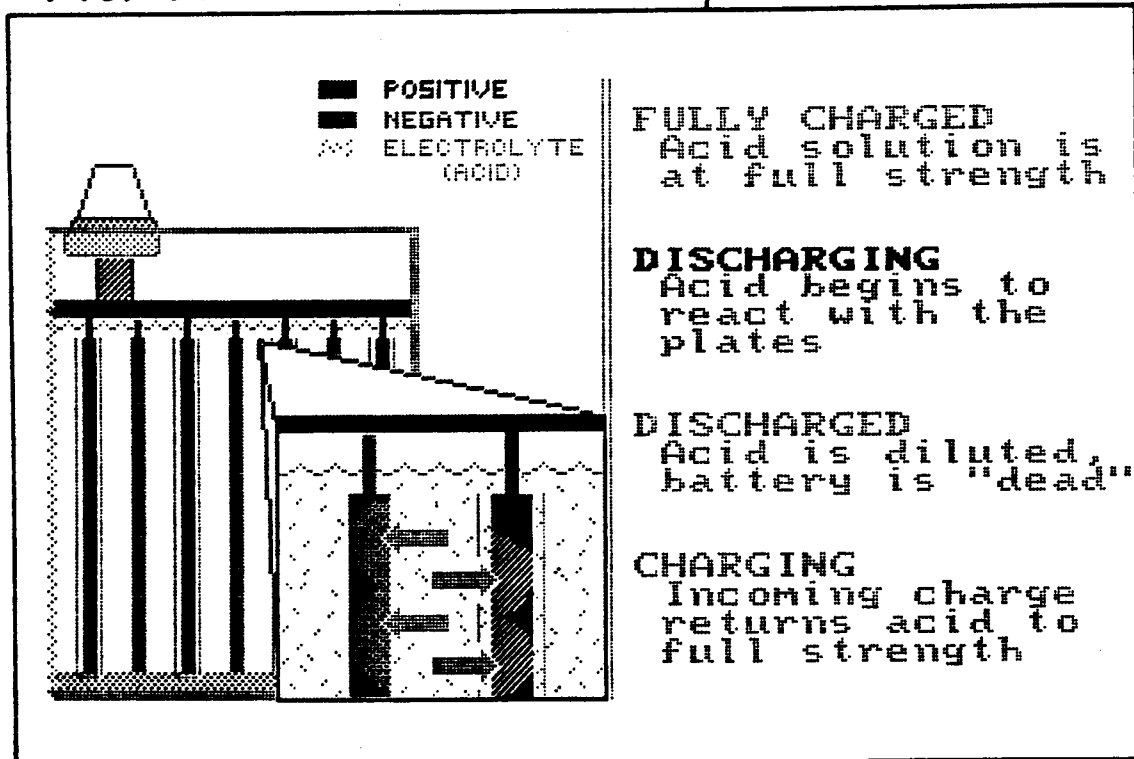 POSITIVE
NEGATIVE
ELECTROLYTE
(ACID)
FULLY CHARGED
Acid solution is
at full strength
DISCHARGING
Acid begins to
react with the
plates
DISCHARGED
Acid is diluted,
battery is "dead"
CHARGING
Incoming charge
returns acid to
full strength